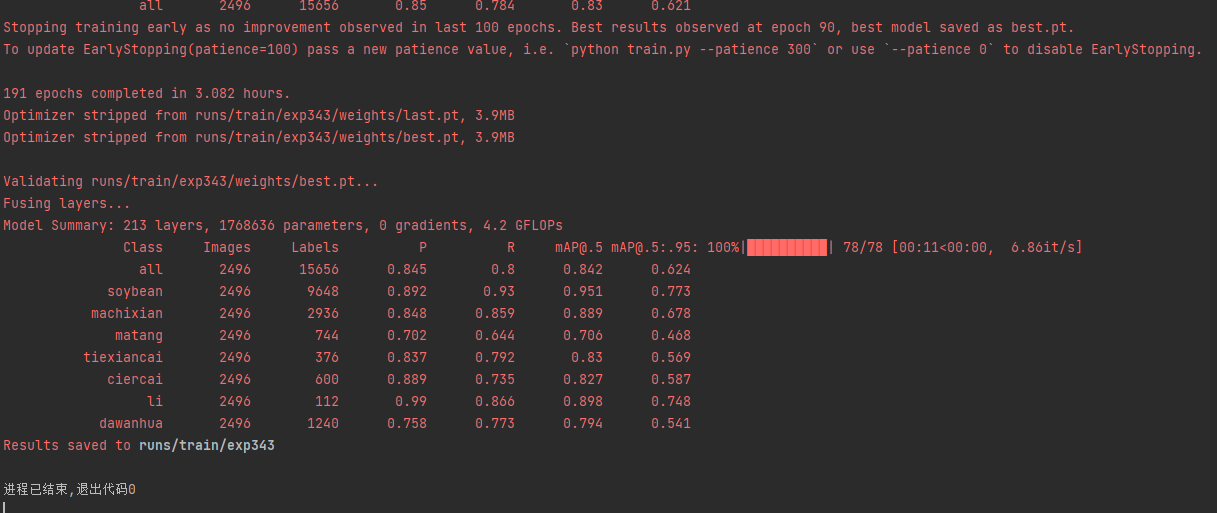 all 2496 15656 0.85 0.784 0.83 0.621
Stopping training early as no improvement observed in last 100 epochs. Best results observed at epoch 90, best model saved as best.pt.
To update EarlyStopping(patience=100) pass a new patience value, i.e. `python train.py --patience 300` or use `--patience 0` to disable EarlyStopping.
191 epochs completed in 3.082 hours.
Optimizer stripped from runs/train/exp343/weights/last.pt, 3.9MB
Optimizer stripped from runs/train/exp343/weights/best.pt, 3.9MB
Validating runs/train/exp343/weights/best.pt...
Fusing layers...
Model Summary: 213 layers, 1768636 parameters, 0 gradients, 4.2 GFLOPs
Class Images Labels P R mAP@.5 mAP@.5:.95: 100%|██████████| 78/78 [00:11<00:00, 6.86it/s]
all 2496 15656 0.845 0.8 0.842 0.624
soybean 2496 9648 0.892 0.93 0.951 0.773
machixian 2496 2936 0.848 0.859 0.889 0.678
matang 2496 744 0.702 0.644 0.706 0.468
tiexiancai 2496 376 0.837 0.792 0.83 0.569
ciercai 2496 600 0.889 0.735 0.827 0.587
li 2496 112 0.99 0.866 0.898 0.748
dawanhua 2496 1240 0.758 0.773 0.794 0.541
Results saved to runs/train/exp343
进程已结束,退出代码0